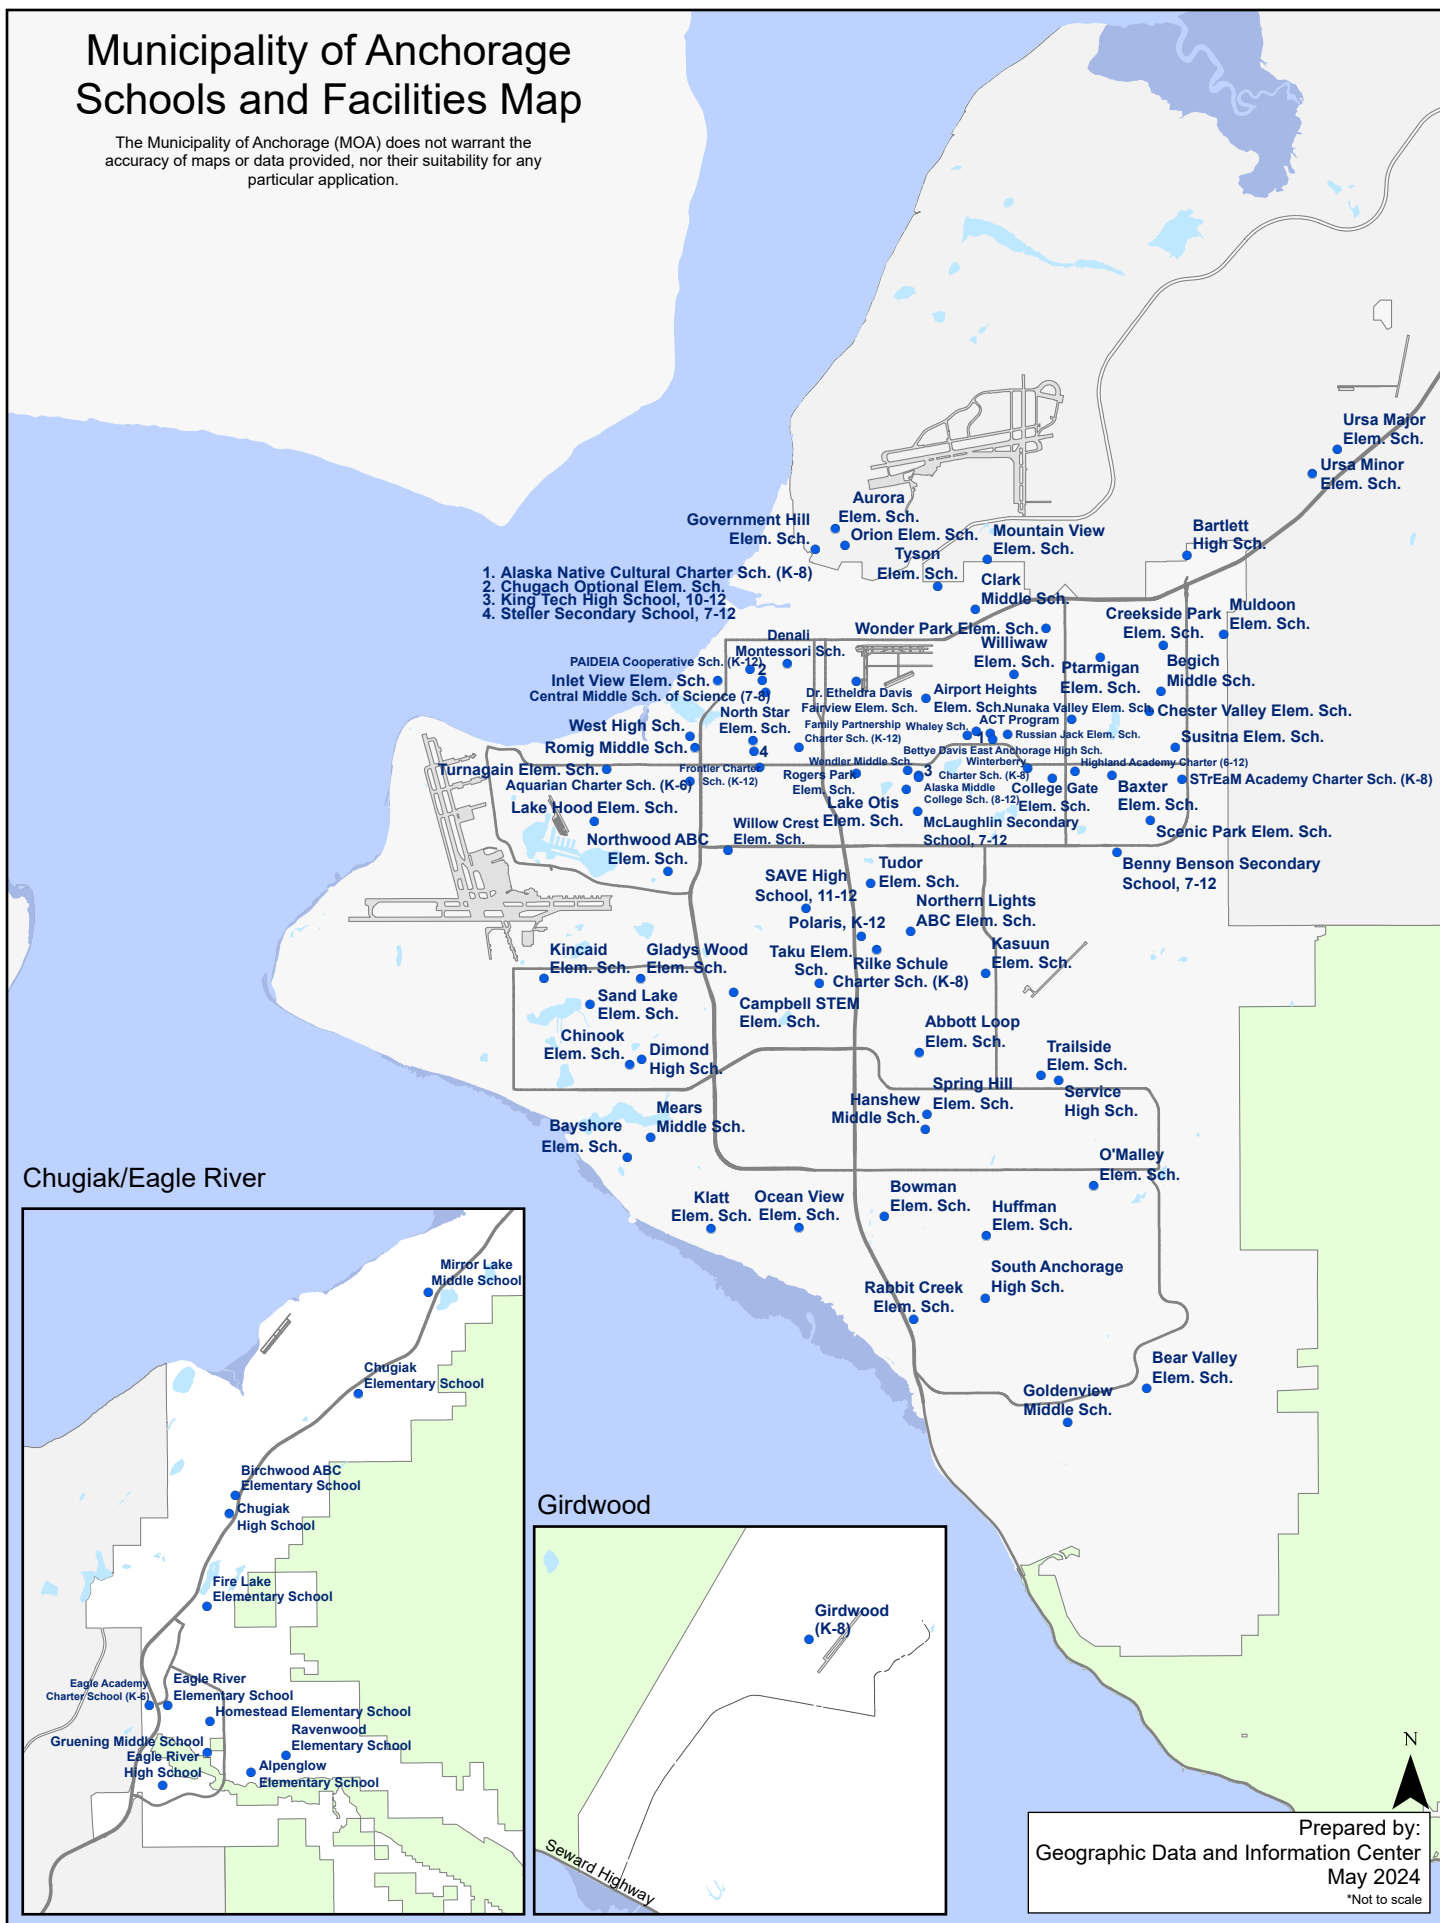 Municipality of Anchorage
Schools and Facilities Map
The Municipality of Anchorage (MOA) does not warrant the
accuracy of maps or data provided, nor their suitability for any
particular application.
Ursa Major
Elem. Sch.
Ursa Minor
Elem. Sch.
Aurora
Elem. Sch.
Government Hill
Elem. Sch.
Orion Elem. Sch.
Mountain View
Elem. Sch.
Bartlett
High Sch.
Tyson
Elem. Sch.
1. Alaska Native Cultural Charter Sch. (K-8)
2. Chugach Optional Elem. Sch.
3. King Tech High School, 10-12
4. Steller Secondary School, 7-12
Clark
Middle Sch.
Creekside Park
Elem. Sch.
Muldoon
Elem. Sch.
Wonder Park Elem. Sch.
Denali
Montessori Sch.
Williwaw
Elem. Sch.
Ptarmigan
Elem. Sch.
Begich
Middle Sch.
PAIDEIA Cooperative Sch. (K-12)
2
Inlet View Elem. Sch.
Central Middle Sch. of Science (7-8)
Dr. Etheldra Davis
Fairview Elem. Sch.
Airport Heights
Elem. Sch.
Nunaka Valley Elem. Sch.
Chester Valley Elem. Sch.
North Star
Elem. Sch.
Family Partnership
Charter Sch. (K-12)
Whaley Sch.
ACT Program
1
Russian Jack Elem. Sch.
West High Sch.
Romig Middle Sch.
4
Susitna Elem. Sch.
Bettye Davis East Anchorage High Sch.
Turnagain Elem. Sch.
Frontier Charter
Sch. (K-12)
Wendler Middle Sch.
3
Winterberry
Charter Sch. (K-8)
Highland Academy Charter (6-12)
Aquarian Charter Sch. (K-6)
Rogers Park
Elem. Sch.
Alaska Middle
College Sch. (8-12)
College Gate
Elem. Sch.
Baxter
Elem. Sch.
STrEaM Academy Charter Sch. (K-8)
Lake Hood Elem. Sch.
Lake Otis
Elem. Sch.
Willow Crest
Elem. Sch.
McLaughlin Secondary
School, 7-12
Scenic Park Elem. Sch.
Northwood ABC
Elem. Sch.
Benny Benson Secondary
School, 7-12
SAVE High
School, 11-12
Tudor
Elem. Sch.
Northern Lights
ABC Elem. Sch.
Polaris, K-12
Kincaid
Elem. Sch.
Gladys Wood
Elem. Sch.
Taku Elem.
Sch.
Rilke Schule
Charter Sch. (K-8)
Kasuun
Elem. Sch.
Sand Lake
Elem. Sch.
Campbell STEM
Elem. Sch.
Chinook
Elem. Sch.
Dimond
High Sch.
Abbott Loop
Elem. Sch.
Trailside
Elem. Sch.
Service
High Sch.
Spring Hill
Elem. Sch.
Hanshew
Middle Sch.
Mears
Middle Sch.
Bayshore
Elem. Sch.
O'Malley
Elem. Sch.
Klatt
Elem. Sch.
Ocean View
Elem. Sch.
Bowman
Elem. Sch.
Huffman
Elem. Sch.
South Anchorage
High Sch.
Rabbit Creek
Elem. Sch.
Bear Valley
Elem. Sch.
Goldenview
Middle Sch.
Chugiak/Eagle River
Mirror Lake
Middle School
Chugiak
Elementary School
Birchwood ABC
Elementary School
Chugiak
High School
Fire Lake
Elementary School
Eagle Academy
Charter School (K-6)
Eagle River
Elementary School
Homestead Elementary School
Gruening Middle School
Ravenwood
Elementary School
Eagle River
High School
Alpenglow
Elementary School
Girdwood
Girdwood
(K-8)
Seward Highway
N
Prepared by:
Geographic Data and Information Center
May 2024
*Not to scale